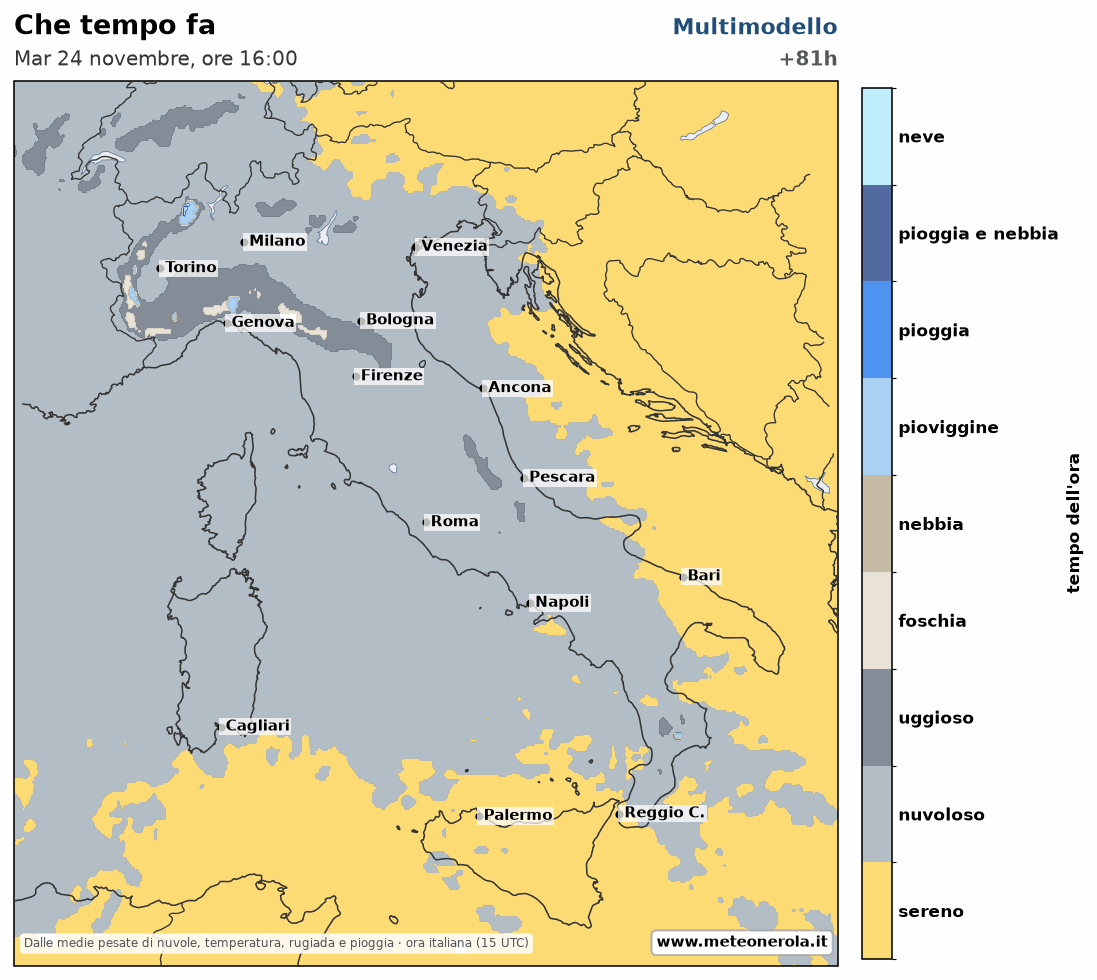 Che tempo fa
Multimodello
Mar 24 novembre, ore 16:00
+81h
neve
pioggia e nebbia
pioggia
pioviggine
nebbia
foschia
uggioso
nuvoloso
sereno
tempo dell'ora
Milano
Venezia
Torino
Genova
Bologna
Firenze
Ancona
Pescara
Roma
Bari
Napoli
Cagliari
Palermo
Reggio C.
Dalle medie pesate di nuvole, temperatura, rugiada e pioggia · ora italiana (15 UTC)
www.meteonerola.it